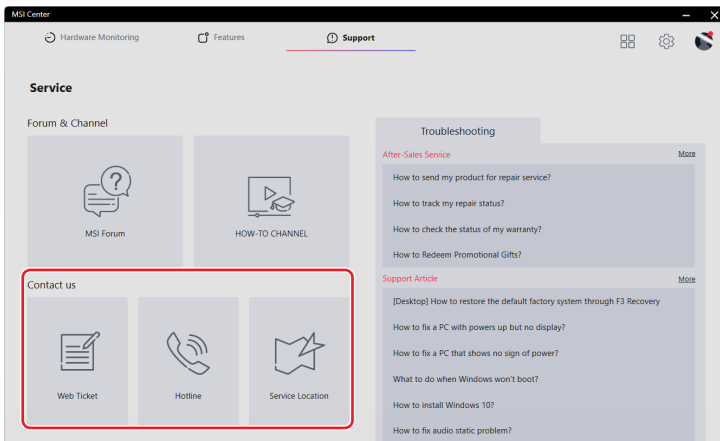 MSI Center
Hardware Monitoring
Features
Support
Service
Forum & Channel
MSI Forum
HOW-TO CHANNEL
Contact us
Web Ticket
Hotline
Service Location
Troubleshooting
After-Sales Service
More
How to send my product for repair service?
How to track my repair status?
How to check the status of my warranty?
How to Redeem Promotional Gifts?
Support Article
More
[Desktop] How to restore the default factory system through F3 Recovery
How to fix a PC with powers up but no display?
How to fix a PC that shows no sign of power?
What to do when Windows won't boot?
How to install Windows 10?
How to fix audio static problem?